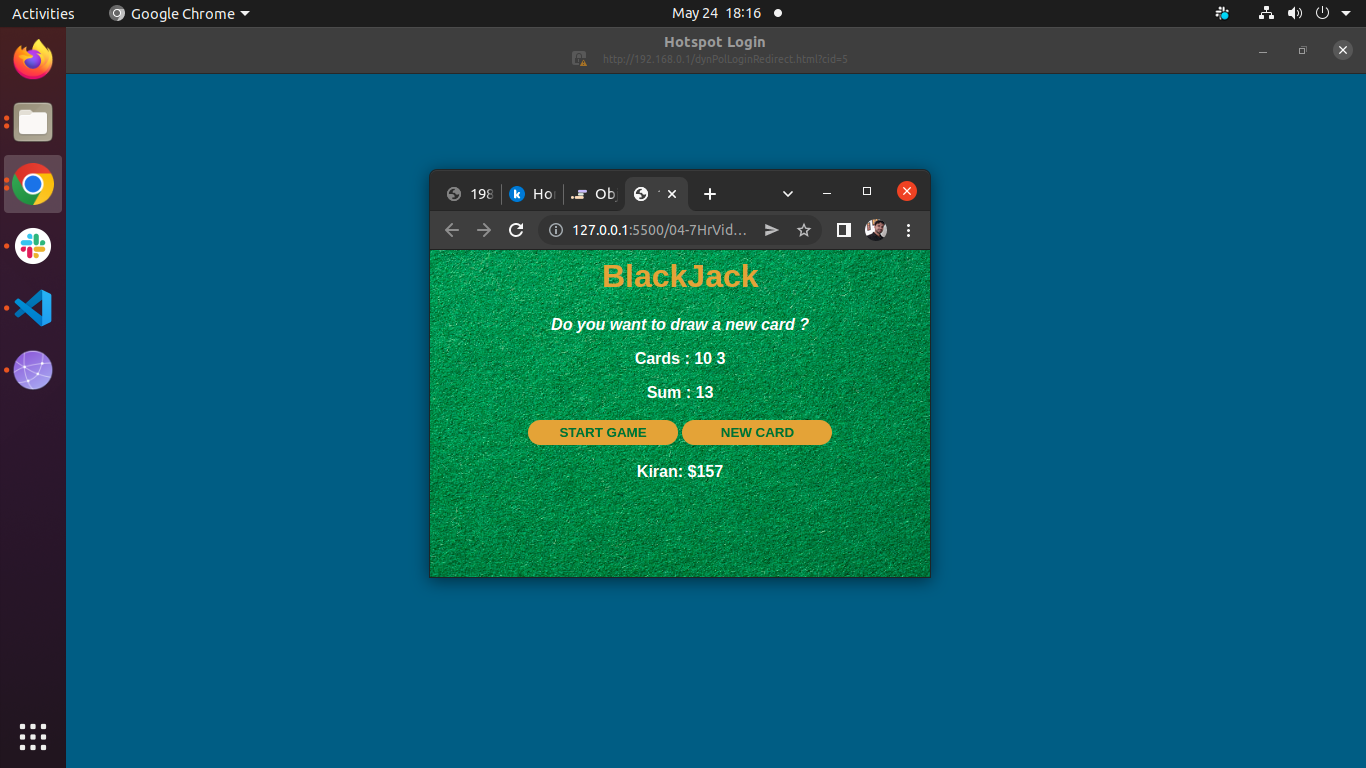 Activities
Google Chrome
May 24 18:16
Hotspot Login
http://192.168.0.1/dynPolLoginRedirect.html?cid=5
198
k
Ho
Obj
127.0.0.1:5500/04-7HrVid…
BlackJack
Do you want to draw a new card ?
Cards : 10 3
Sum : 13
START GAME
NEW CARD
Kiran: $157